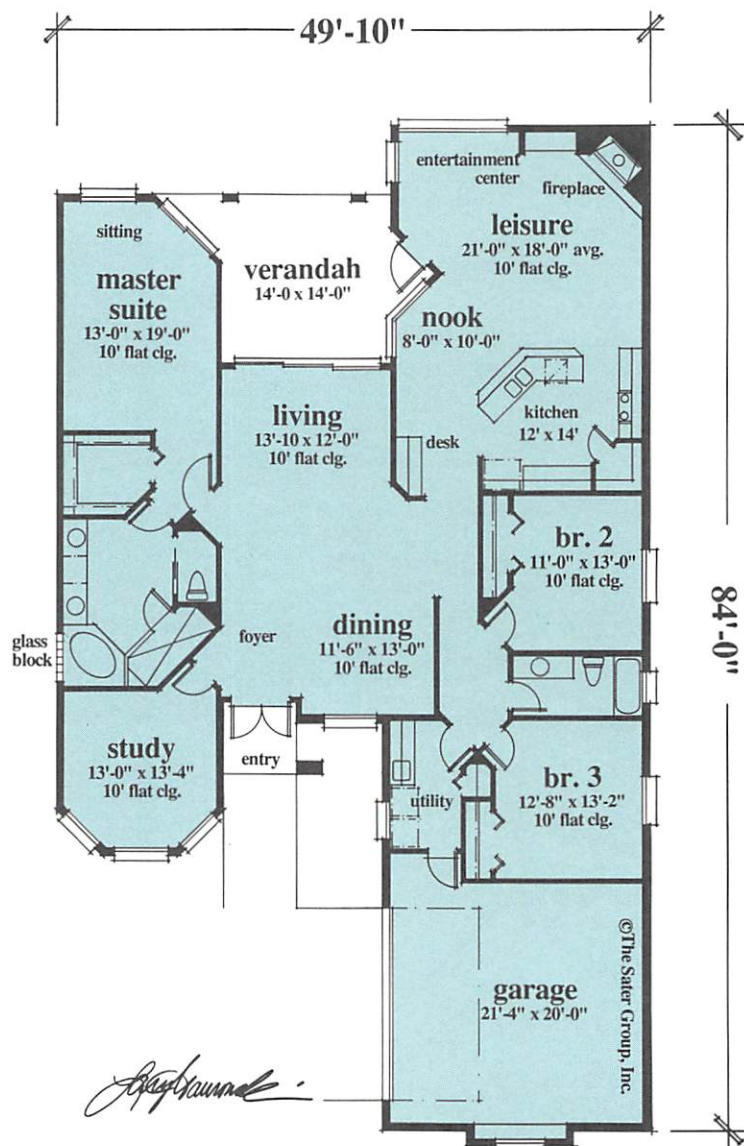 49'-10"
entertainment
center
fireplace
leisure
21'-0" x 18'-0" avg.
10' flat clg.
sitting
master
suite
13'-0" x 19'-0"
10' flat clg.
verandah
14'-0 x 14'-0"
nook
8'-0" x 10'-0"
kitchen
12' x 14'
living
13'-10 x 12'-0"
10' flat clg.
desk
br. 2
11'-0" x 13'-0"
10' flat clg.
84'-0"
glass
block
foyer
dining
11'-6" x 13'-0"
10' flat clg.
study
13'-0" x 13'-4"
10' flat clg.
entry
utility
br. 3
12'-8" x 13'-2"
10' flat clg.
garage
21'-4" x 20'-0"
©The Sater Group, Inc.